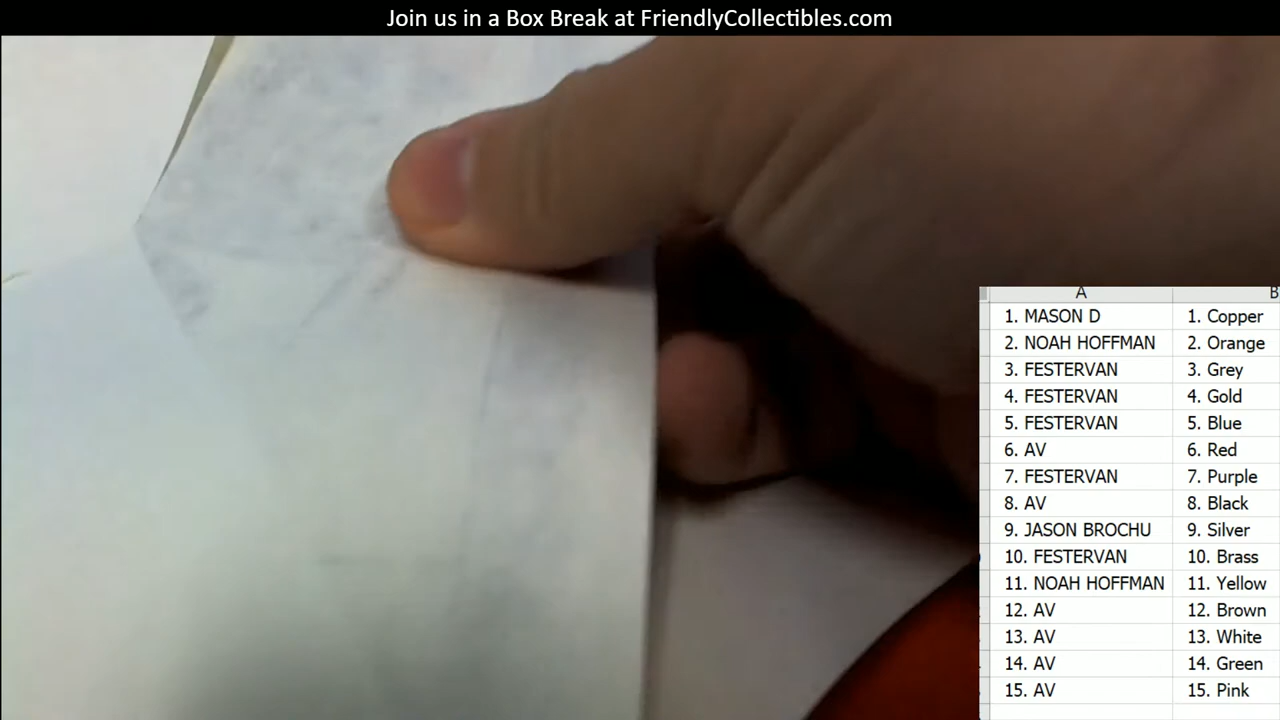 Join us in a Box Break at FriendlyCollectibles.com
A B
1. MASON D 1. Copper
2. NOAH HOFFMAN 2. Orange
3. FESTERVAN 3. Grey
4. FESTERVAN 4. Gold
5. FESTERVAN 5. Blue
6. AV 6. Red
7. FESTERVAN 7. Purple
8. AV 8. Black
9. JASON BROCHU 9. Silver
10. FESTERVAN 10. Brass
11. NOAH HOFFMAN 11. Yellow
12. AV 12. Brown
13. AV 13. White
14. AV 14. Green
15. AV 15. Pink